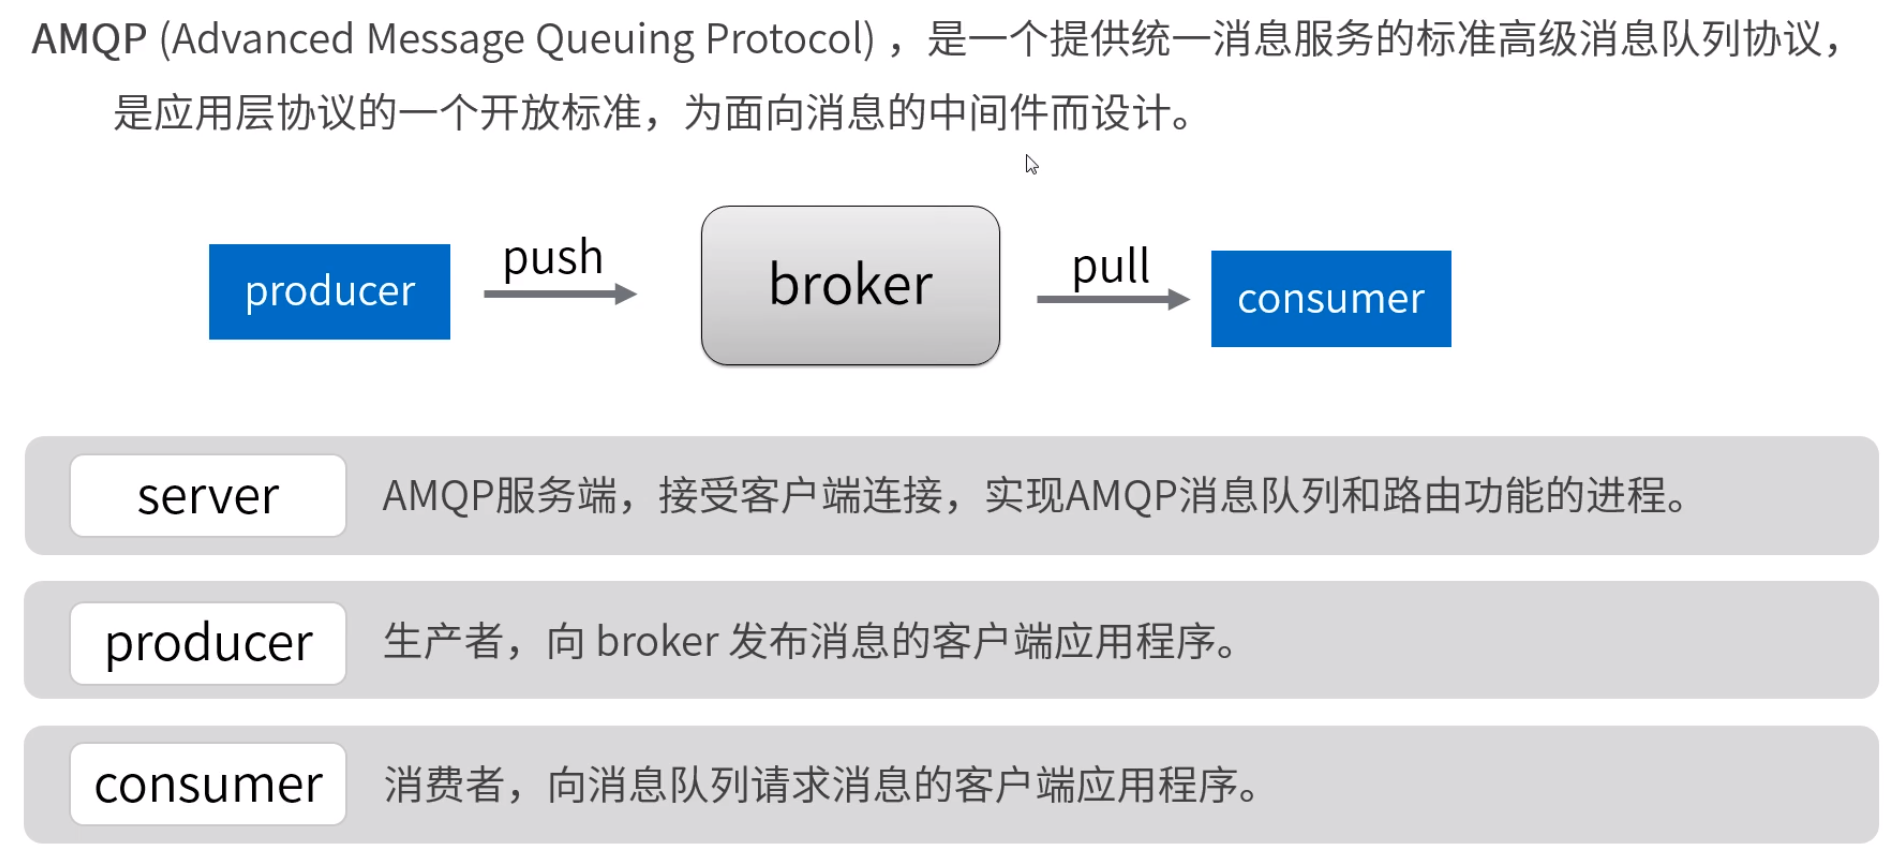 AMQP (Advanced Message Queuing Protocol) ，是一个提供统一消息服务的标准高级消息队列协议，
是应用层协议的一个开放标准，为面向消息的中间件而设计。
producer
push
broker
pull
consumer
server
AMQP服务端，接受客户端连接，实现AMQP消息队列和路由功能的进程。
producer
生产者，向 broker 发布消息的客户端应用程序。
consumer
消费者，向消息队列请求消息的客户端应用程序。